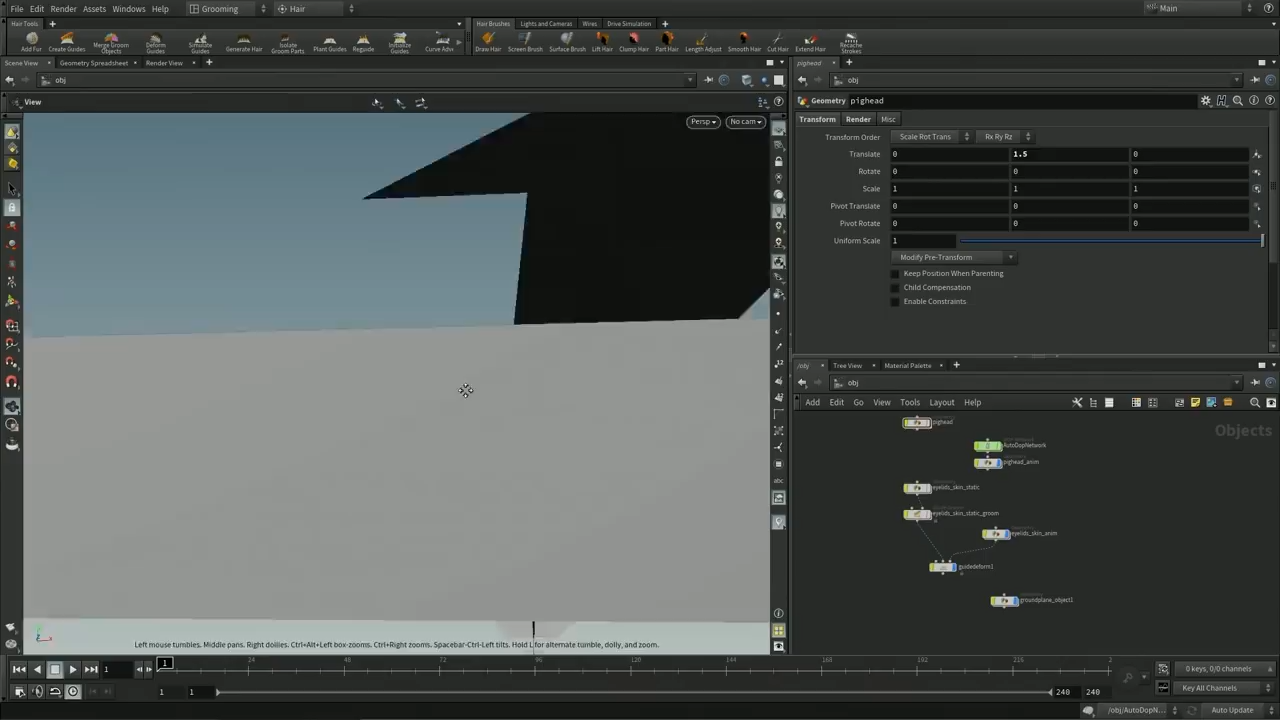 File Edit Render Assets Windows Help Grooming Hair Main
Hair Tools Hair Brushes Lights and Cameras Wires Drive Simulation
Add Fur Create Guides Merge Groom Objects Deform Guides Simulate Guides Generate Hair Isolate Groom Parts Plant Guides Reguide Initialize Guides Curve Adv Draw Hair Screen Brush Surface Brush Lift Hair Clump Hair Part Hair Length Adjust Smooth Hair Cut Hair Extend Hair Recache Strokes
Scene View Geometry Spreadsheet Render View
obj
View
Persp No cam
Left mouse tumbles. Middle pans. Right dollies. Ctrl+Alt+Left box-zooms. Ctrl+Right zooms. Spacebar-Ctrl-Left tilts. Hold L for alternate tumble, dolly, and zoom.
pighead
obj
Geometry pighead
Transform Render Misc
Transform Order Scale Rot Trans Rx Ry Rz
Translate 0 1.5 0
Rotate 0 0 0
Scale 1 1 1
Pivot Translate 0 0 0
Pivot Rotate 0 0 0
Uniform Scale 1
Modify Pre-Transform
Keep Position When Parenting
Child Compensation
Enable Constraints
/obj Tree View Material Palette
obj
Add Edit Go View Tools Layout Help
Objects
pighead
AutoDopNetwork
pighead_anim
eyelids_skin_static
eyelids_skin_static_groom
eyelids_skin_anim
guidedeform1
groundplane_object1
abc
12
1 1 24 48 72 96 120 144 168 192 216 2
0 keys, 0/0 channels
1 1 240 240
Key All Channels
/obj/AutoDopN... Auto Update